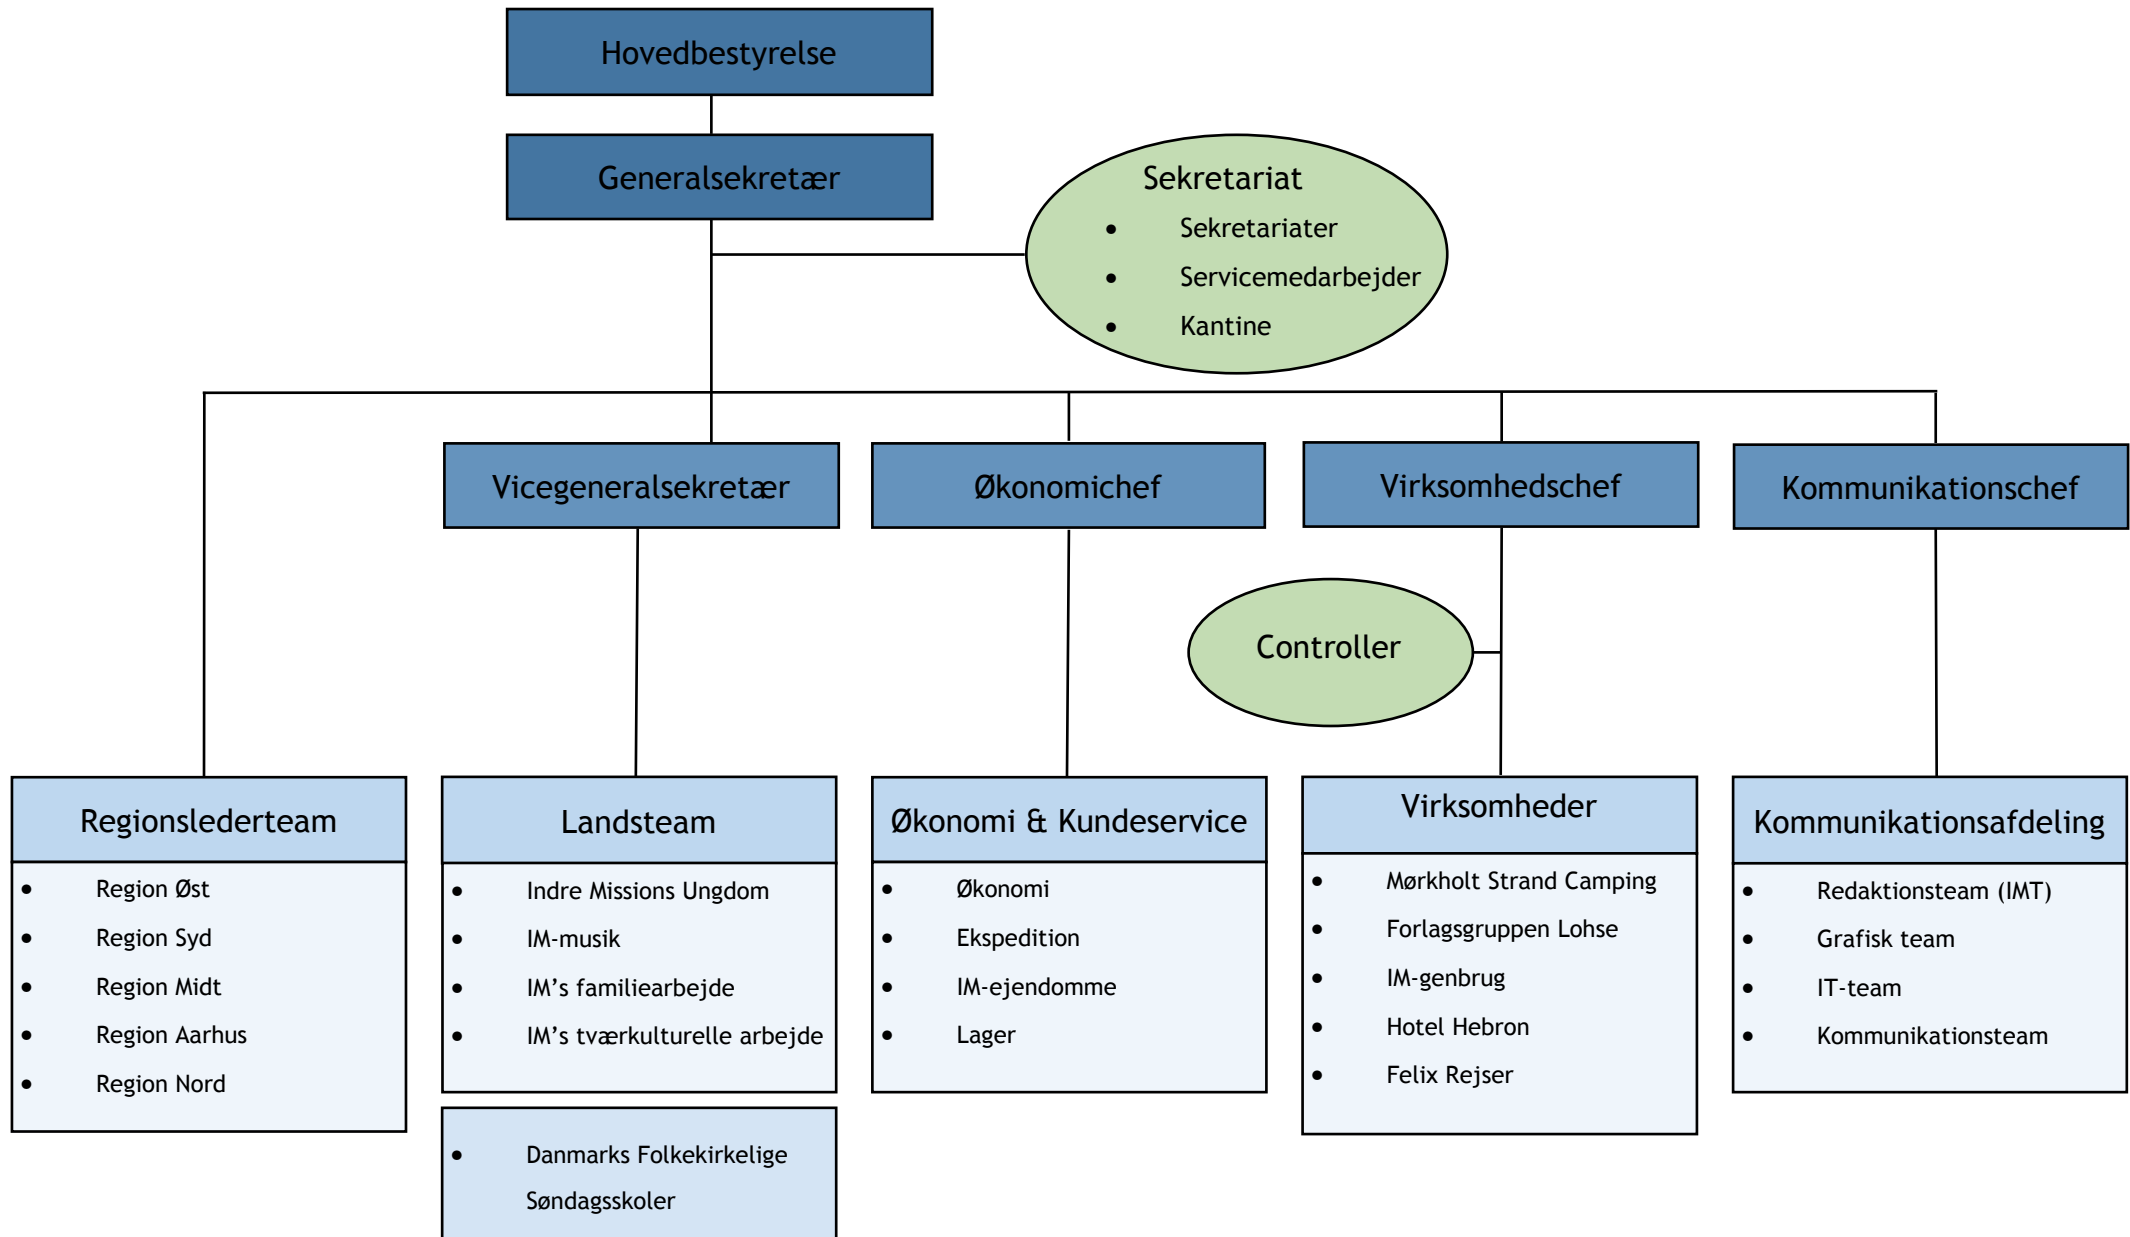 Hovedbestyrelse
Generalsekretær
Sekretariat
• Sekretariater
• Servicemedarbejder
• Kantine
Vicegeneralsekretær
Økonomichef
Virksomhedschef
Kommunikationschef
Controller
Regionslederteam
• Region Øst
• Region Syd
• Region Midt
• Region Aarhus
• Region Nord
Landsteam
• Indre Missions Ungdom
• IM-musik
• IM’s familiearbejde
• IM’s tværkulturelle arbejde
• Danmarks Folkekirkelige
Søndagsskoler
Økonomi & Kundeservice
• Økonomi
• Ekspedition
• IM-ejendomme
• Lager
Virksomheder
• Mørkholt Strand Camping
• Forlagsgruppen Lohse
• IM-genbrug
• Hotel Hebron
• Felix Rejser
Kommunikationsafdeling
• Redaktionsteam (IMT)
• Grafisk team
• IT-team
• Kommunikationsteam